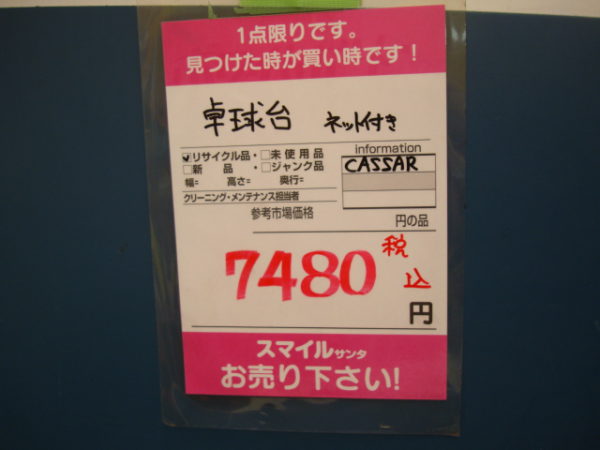 1点限りです。
見つけた時が買い時です！
卓球台 ネット付き
☑リサイクル品・□未使用品
□新品・□ジャンク品
幅= 高さ= 奥行=
クリーニング・メンテナンス担当者
information
CASSAR
参考市場価格
円の品
7480
税込
円
スマイルサンタ
お売り下さい!